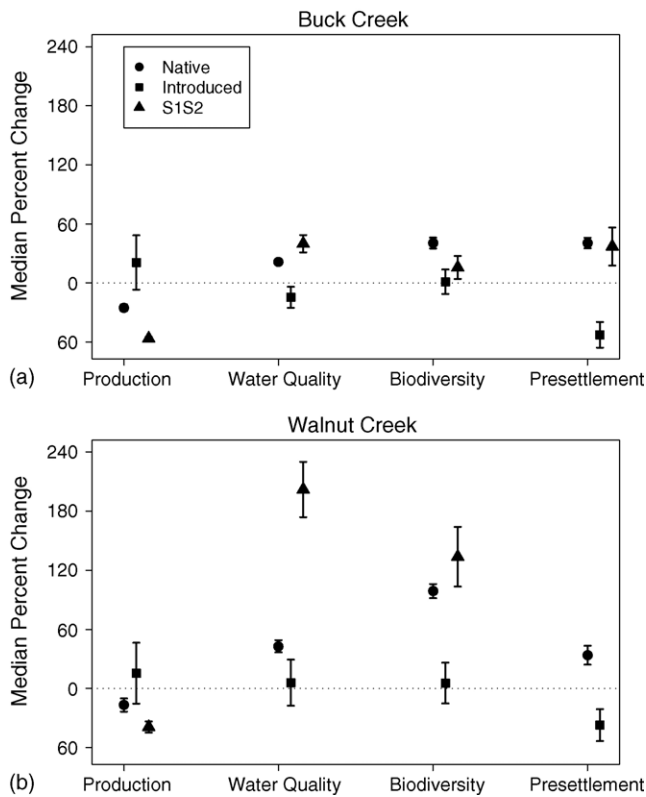 Buck Creek
240
180
120
60
0
60
Median Percent Change
Native
Introduced
S1S2
(a)
Production Water Quality Biodiversity Presettlement
Walnut Creek
240
180
120
60
0
60
Median Percent Change
(b)
Production Water Quality Biodiversity Presettlement